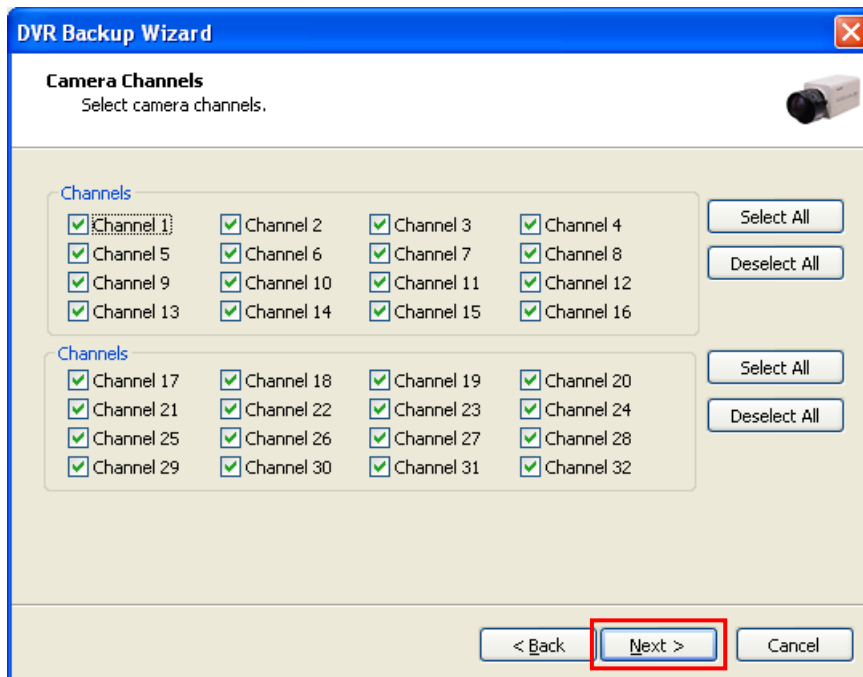 DVR Backup Wizard
Camera Channels
Select camera channels.
Channels
Channel 1 Channel 2 Channel 3 Channel 4
Channel 5 Channel 6 Channel 7 Channel 8
Channel 9 Channel 10 Channel 11 Channel 12
Channel 13 Channel 14 Channel 15 Channel 16
Select All
Deselect All
Channels
Channel 17 Channel 18 Channel 19 Channel 20
Channel 21 Channel 22 Channel 23 Channel 24
Channel 25 Channel 26 Channel 27 Channel 28
Channel 29 Channel 30 Channel 31 Channel 32
Select All
Deselect All
< Back Next > Cancel